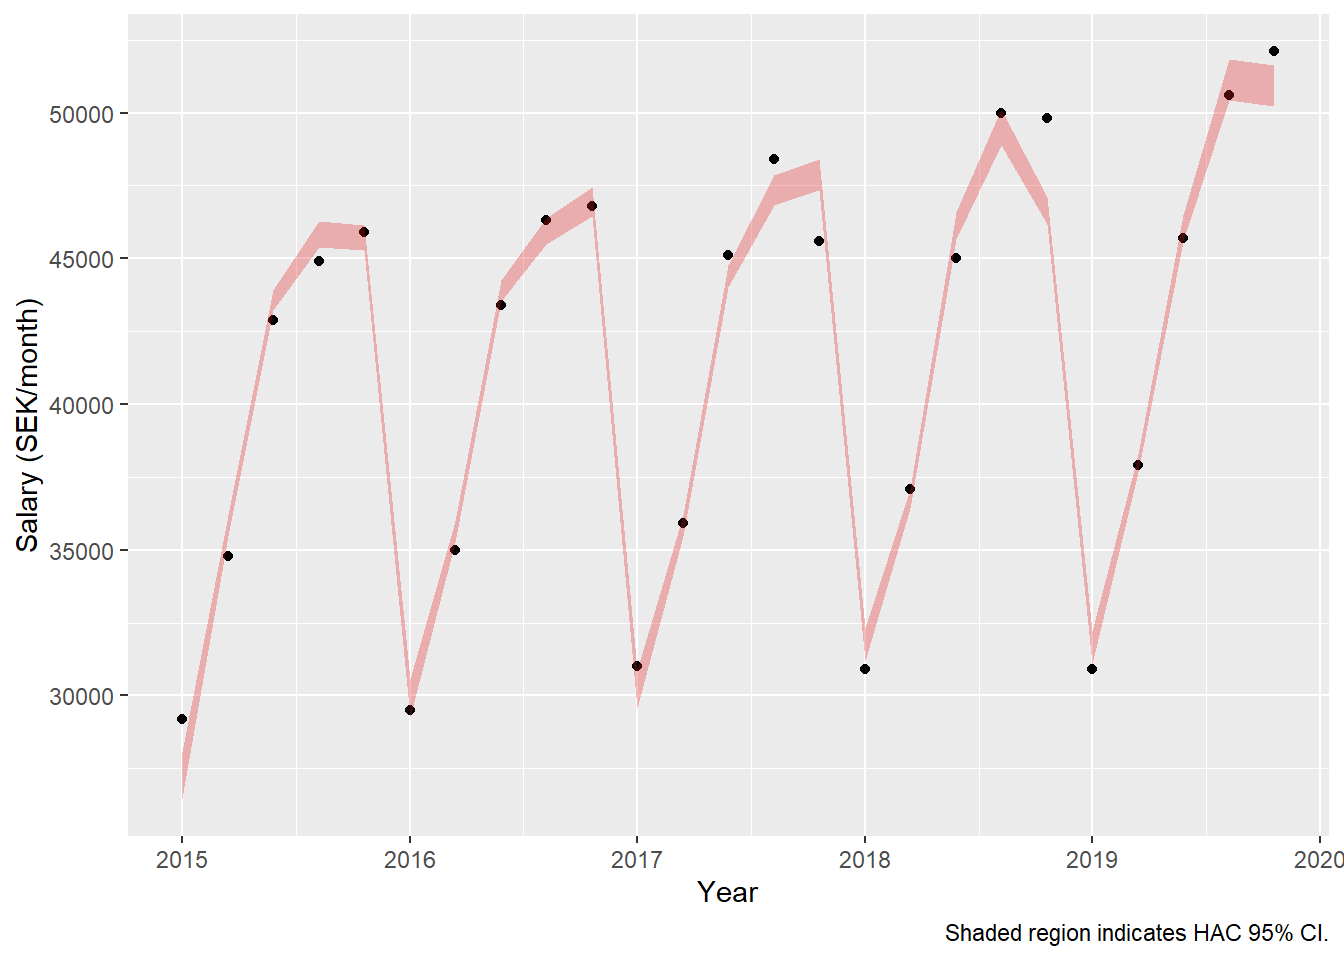 50000
45000
40000
35000
30000
Salary (SEK/month)
2015 2016 2017 2018 2019 2020
Year
Shaded region indicates HAC 95% CI.